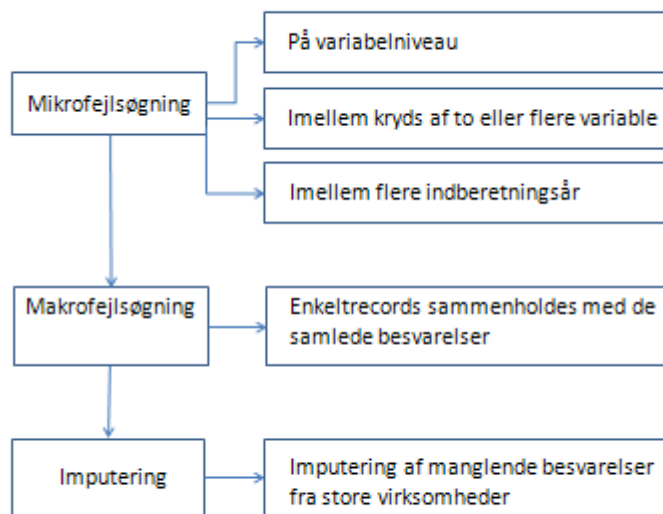 På variabelniveau
Mikrofejlsøgning
Imellem kryds af to eller flere variable
Imellem flere indberetningsår
Makrofejlsøgning
Enkeltrecords sammenholdes med de
samlede besvarelser
Imputering
Imputering af manglende besvarelser
fra store virksomheder